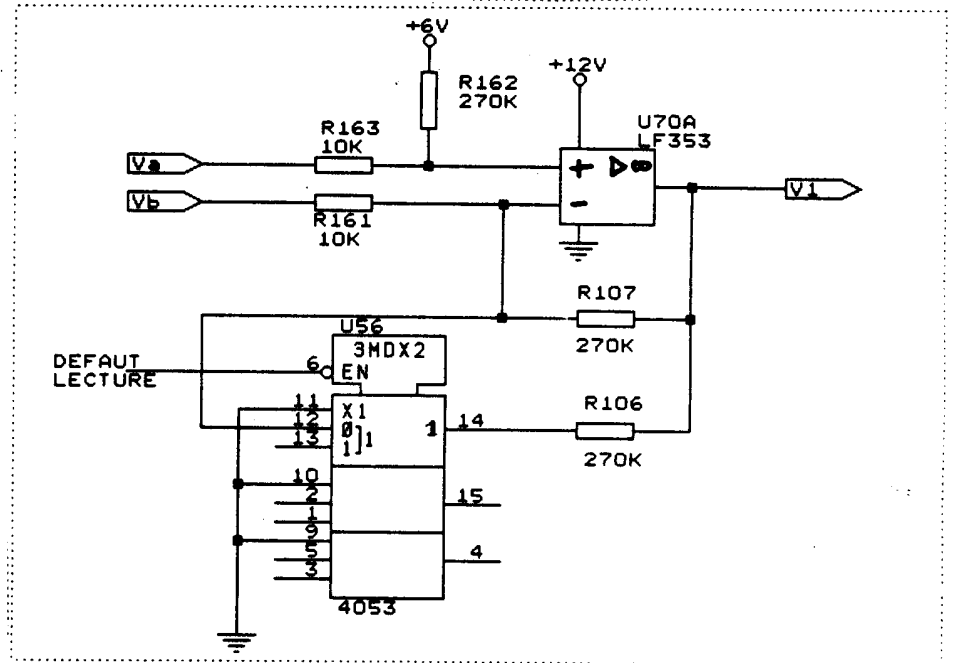 +6V
R162
270K
+12V
U70A
LF353
R163
10K
Va
+
8
V1
Vb
-
R161
10K
R107
270K
U56
3MDX2
DEFAUT
LECTURE
6
EN
11
X1
12
0
1
14
R106
270K
13
1
1
10
2
15
1
9
5
4
3
4053